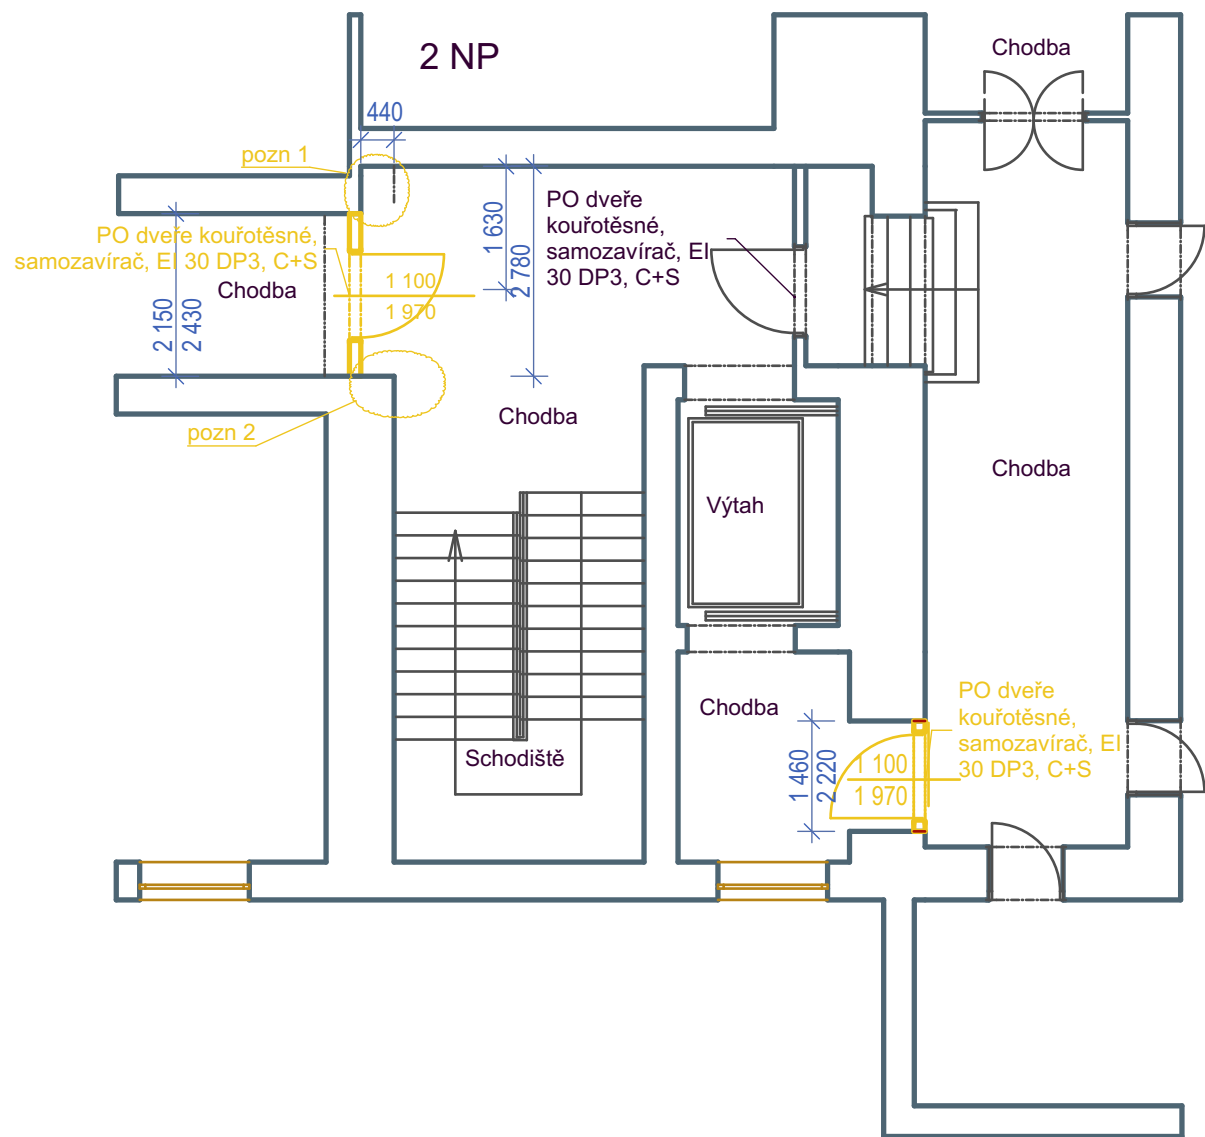 2 NP
Chodba
440
pozn 1
PO dveře
kouřotěsné,
samozavírač, EI
30 DP3, C+S
1 630
2 780
PO dveře kouřotěsné,
samozavírač, EI 30 DP3, C+S
Chodba
1 100
1 970
2 150
2 430
Chodba
pozn 2
Chodba
Výtah
Chodba
PO dveře
kouřotěsné,
samozavírač, EI
30 DP3, C+S
Schodiště
1 460
2 220
1 100
1 970